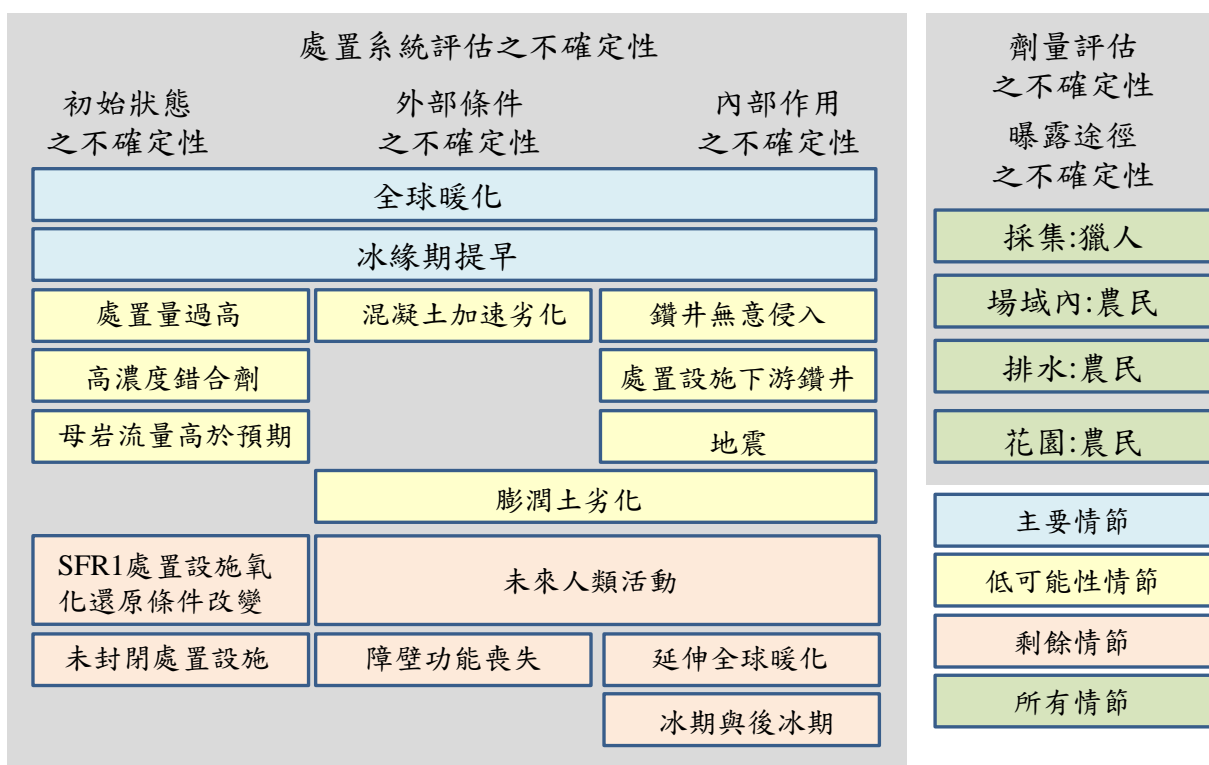 處置系統評估之不確定性
初始狀態
之不確定性
外部條件
之不確定性
內部作用
之不確定性
全球暖化
冰緣期提早
處置量過高
混凝土加速劣化
鑽井無意侵入
高濃度錯合劑
處置設施下游鑽井
母岩流量高於預期
地震
膨潤土劣化
SFR1處置設施氧
化還原條件改變
未來人類活動
未封閉處置設施
障壁功能喪失
延伸全球暖化
冰期與後冰期
劑量評估
之不確定性
曝露途徑
之不確定性
採集:獵人
場域內:農民
排水:農民
花園:農民
主要情節
低可能性情節
剩餘情節
所有情節